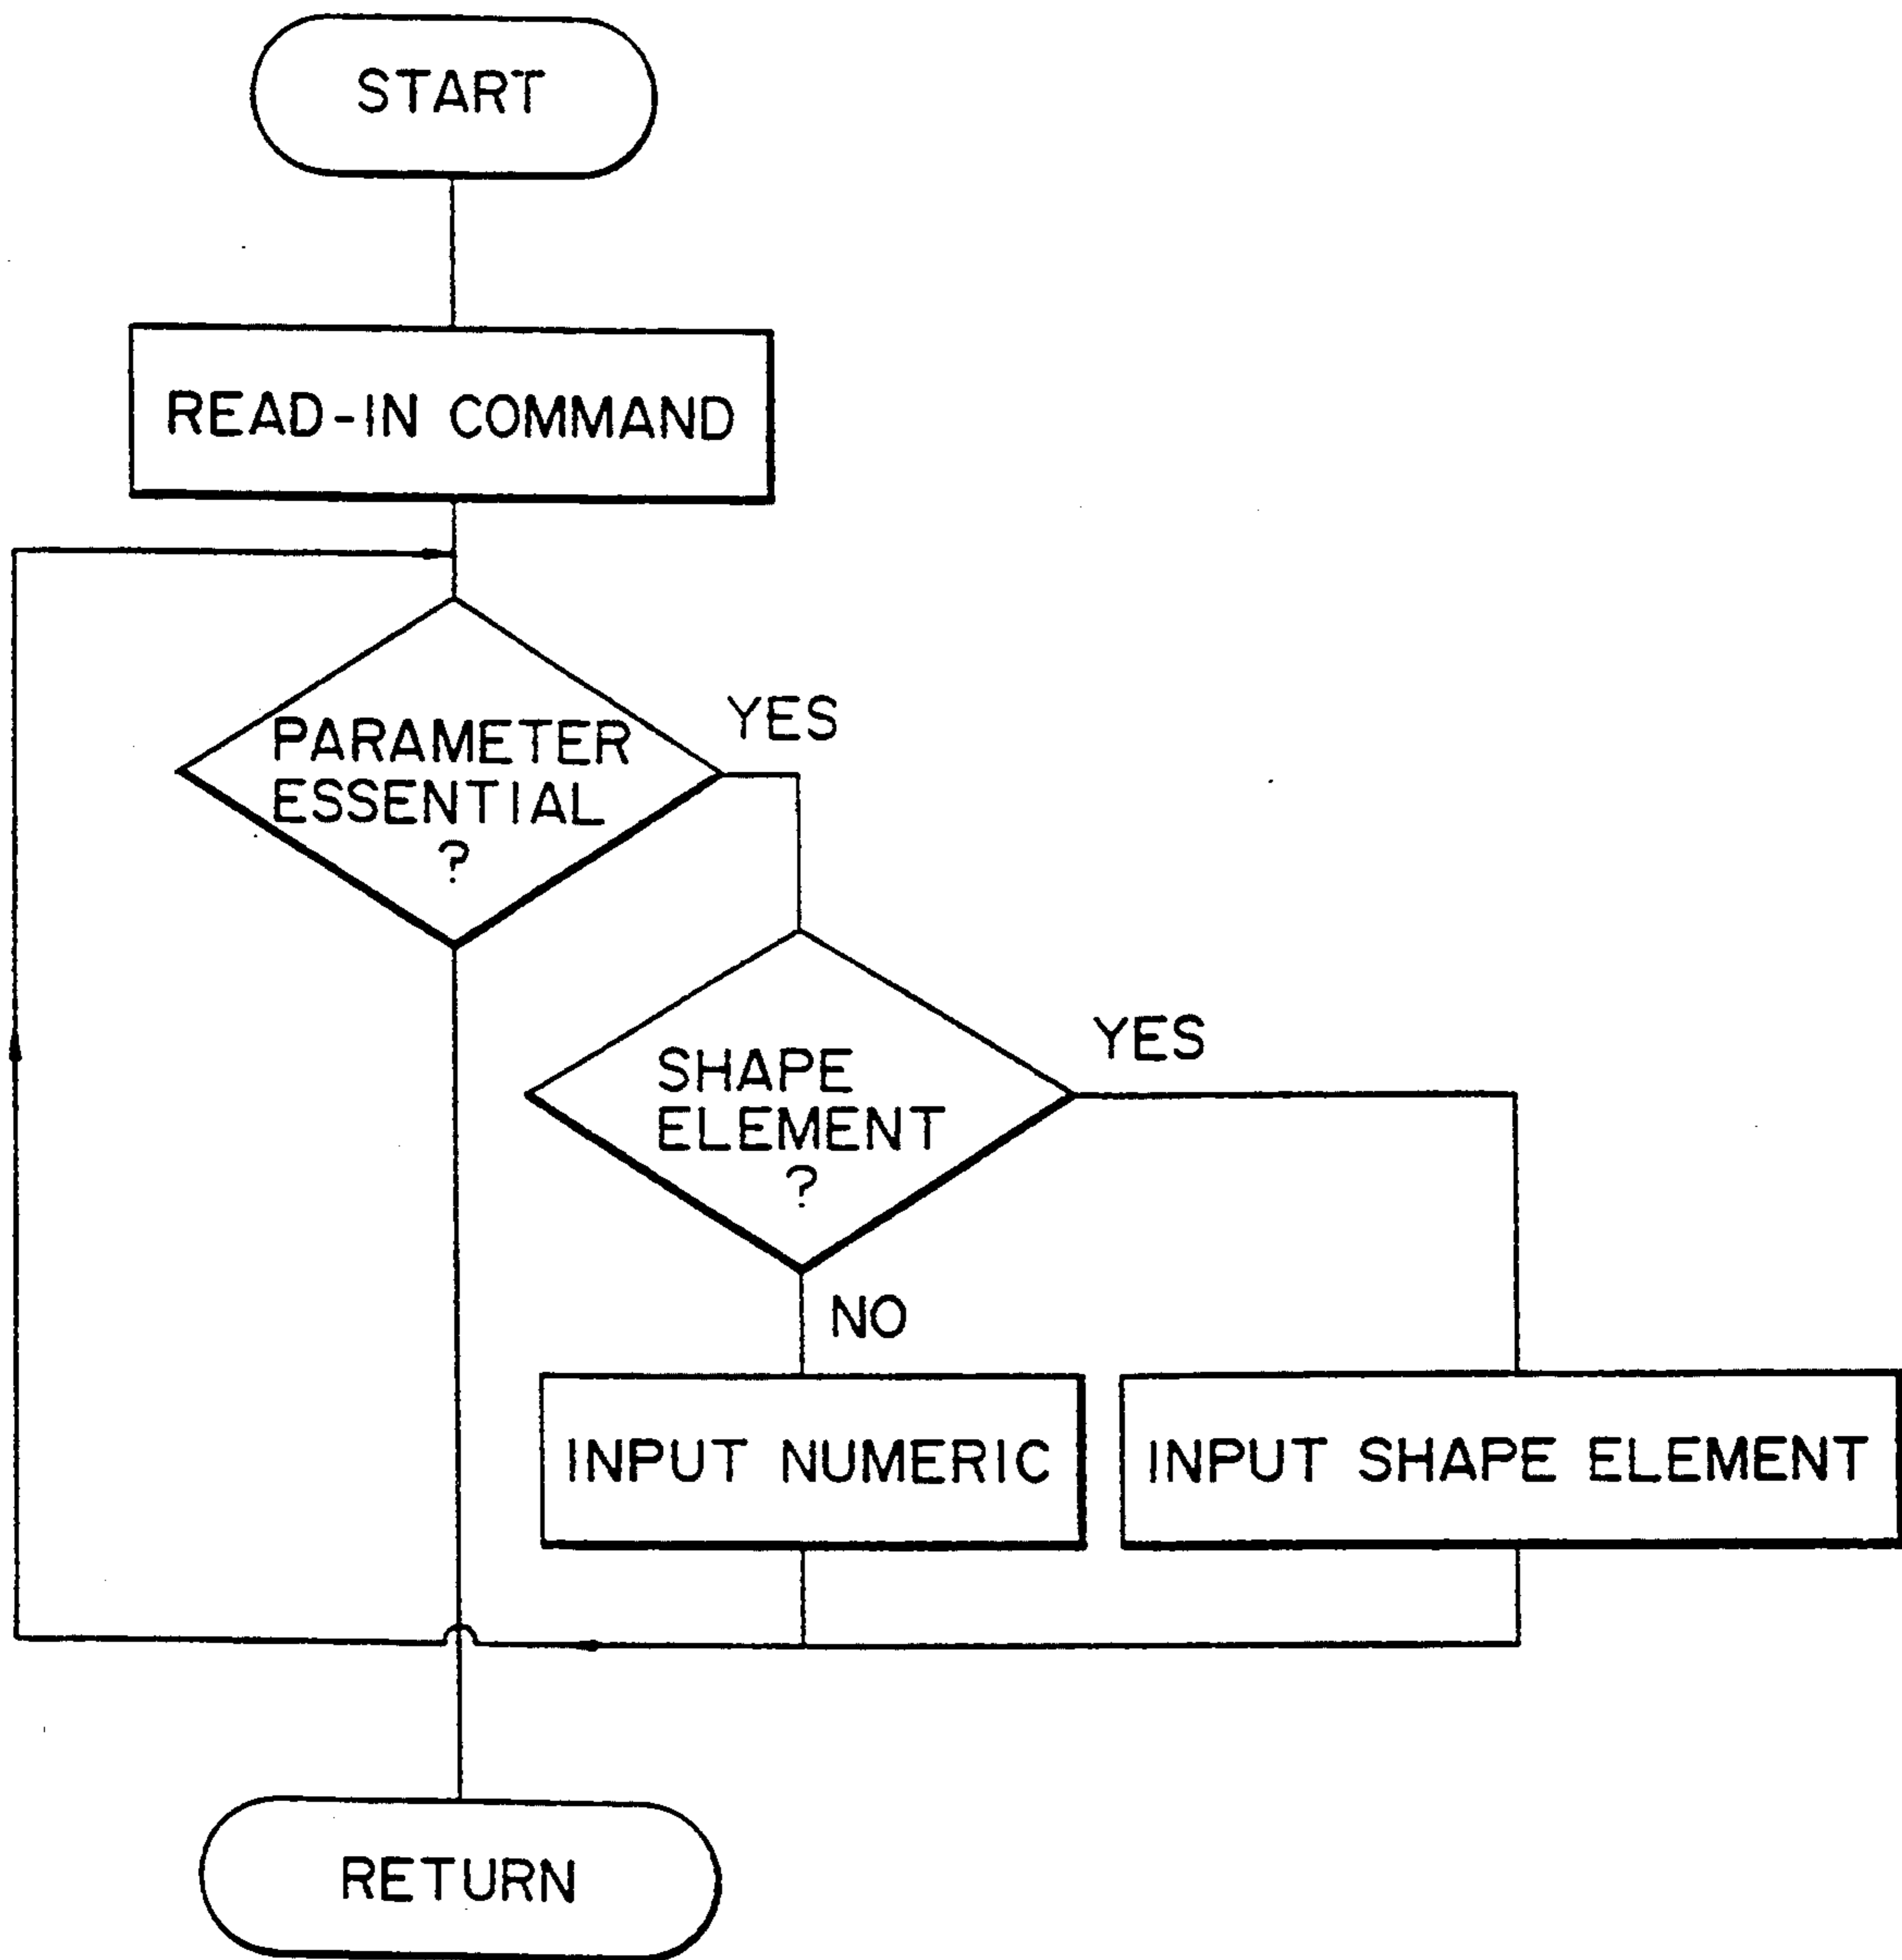 START
READ-IN COMMAND
YES
PARAMETER
ESSENTIAL
?
YES
SHAPE
ELEMENT
?
NO
INPUT NUMERIC
INPUT SHAPE ELEMENT
RETURN